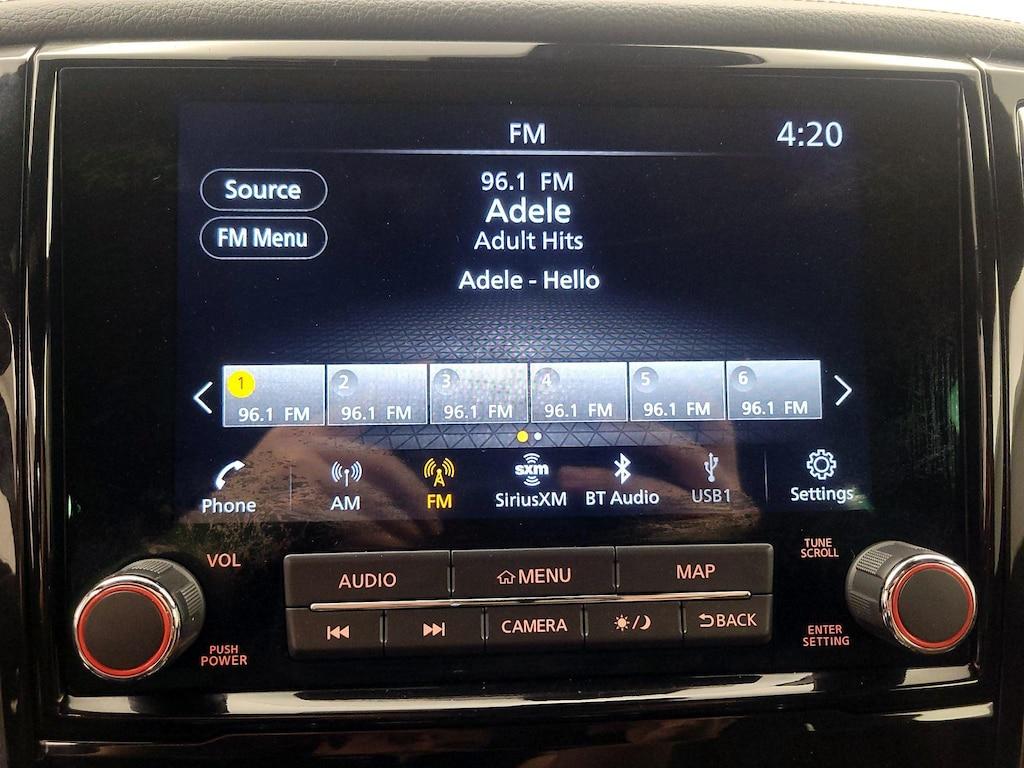 FM
4:20
Source
FM Menu
96.1 FM
Adele
Adult Hits
Adele - Hello
1 2 3 4 5 6
96.1 FM 96.1 FM 96.1 FM 96.1 FM 96.1 FM 96.1 FM
sxm
Phone AM FM SiriusXM BT Audio USB1 Settings
VOL
AUDIO MENU MAP
TUNE
SCROLL
CAMERA BACK
PUSH
POWER
ENTER
SETTING